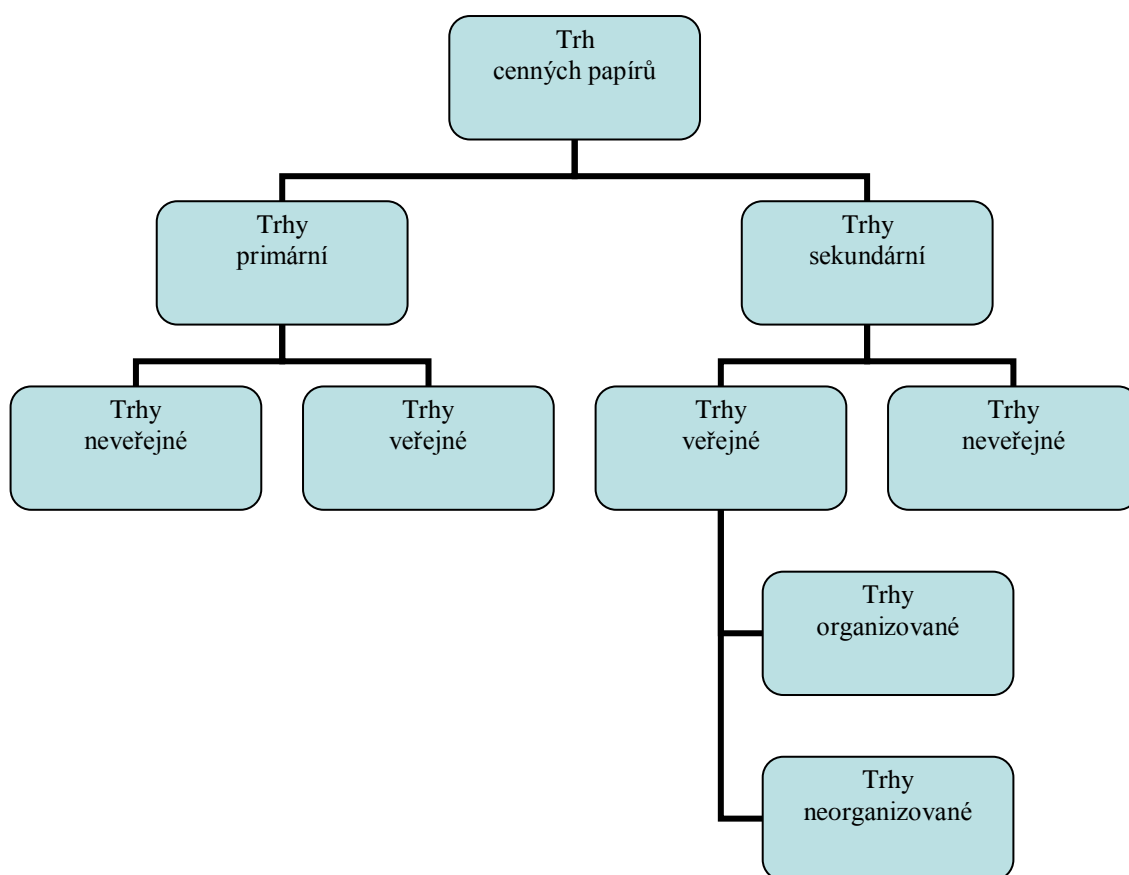 Trh
cenných papírů
Trhy
primární
Trhy
sekundární
Trhy
neveřejné
Trhy
veřejné
Trhy
veřejné
Trhy
neveřejné
Trhy
organizované
Trhy
neorganizované